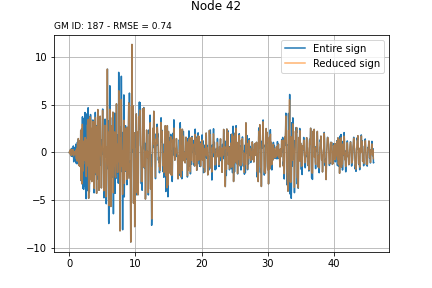 Node 42
GM ID: 187 - RMSE = 0.74
Entire sign
Reduced sign
10
5
0
−5
−10
0 10 20 30 40